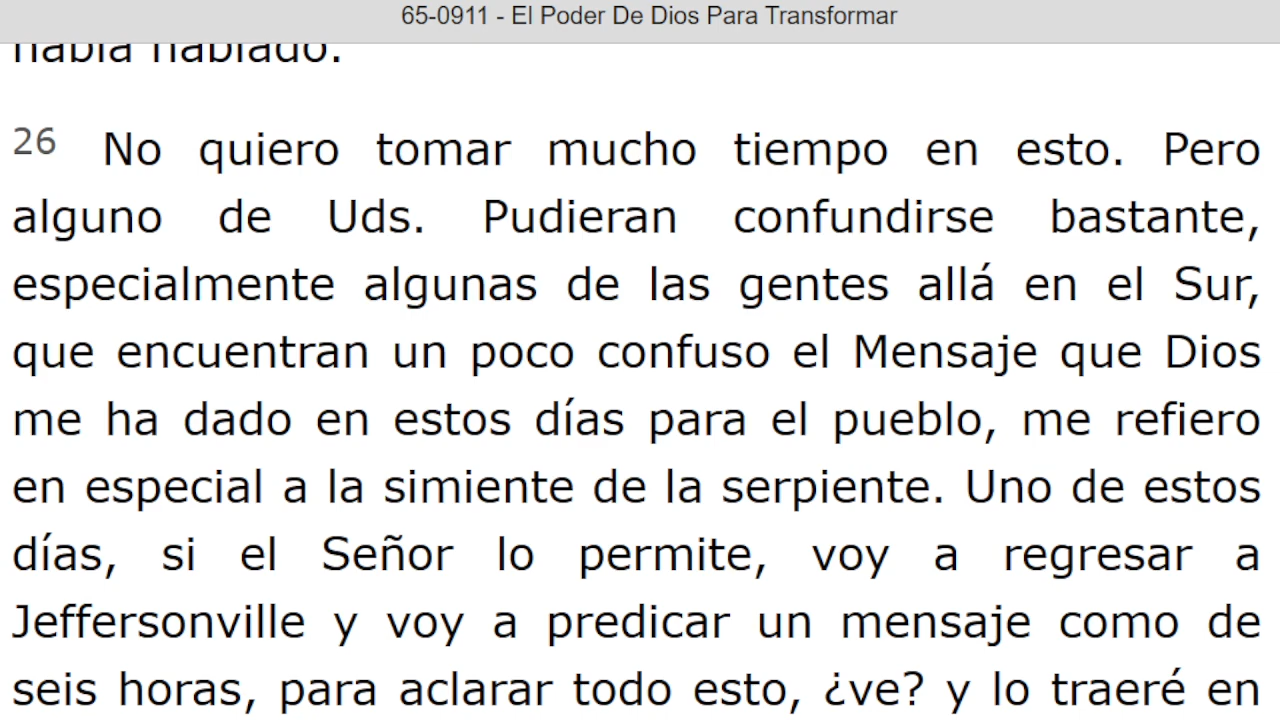 65-0911 - El Poder De Dios Para Transformar
había hablado.
26 No quiero tomar mucho tiempo en esto. Pero
alguno de Uds. Pudieran confundirse bastante,
especialmente algunas de las gentes allá en el Sur,
que encuentran un poco confuso el Mensaje que Dios
me ha dado en estos días para el pueblo, me refiero
en especial a la simiente de la serpiente. Uno de estos
días, si el Señor lo permite, voy a regresar a
Jeffersonville y voy a predicar un mensaje como de
seis horas, para aclarar todo esto, ¿ve? y lo traeré en